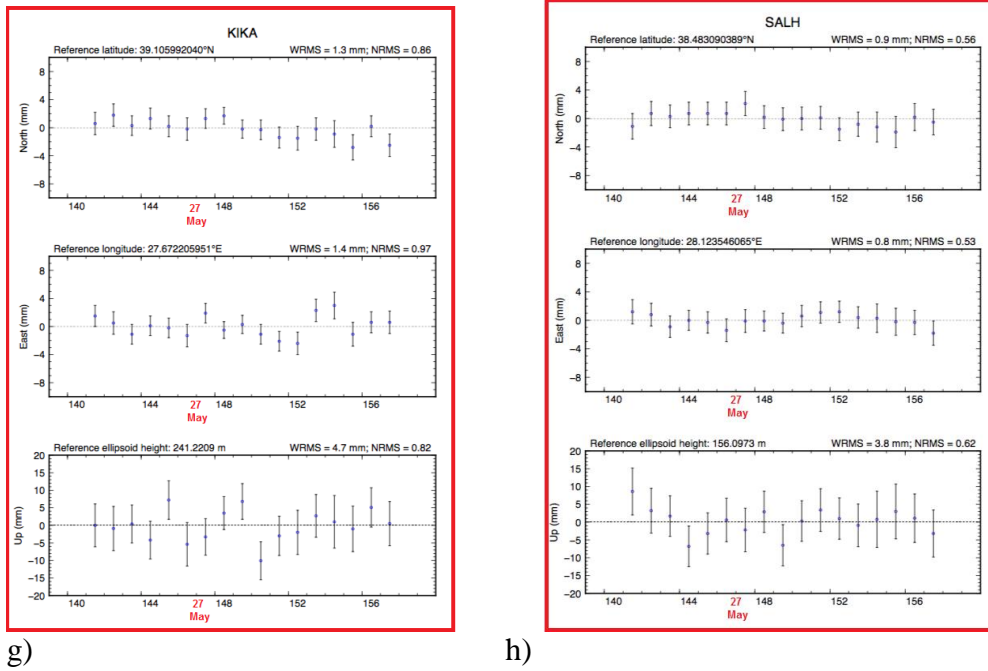 KIKA
Reference latitude: 39.105992040°N WRMS = 1.3 mm; NRMS = 0.86
8
4
0
−4
−8
North (mm)
140 144 148 152 156
27
May
Reference longitude: 27.672205951°E WRMS = 1.4 mm; NRMS = 0.97
8
4
0
−4
−8
East (mm)
140 144 148 152 156
27
May
Reference ellipsoid height: 241.2209 m WRMS = 4.7 mm; NRMS = 0.82
20
15
10
5
0
−5
−10
−15
−20
Up (mm)
140 144 148 152 156
27
May
g)
SALH
Reference latitude: 38.483090389°N WRMS = 0.9 mm; NRMS = 0.56
8
4
0
−4
−8
North (mm)
140 144 148 152 156
27
May
Reference longitude: 28.123546065°E WRMS = 0.8 mm; NRMS = 0.53
8
4
0
−4
−8
East (mm)
140 144 148 152 156
27
May
Reference ellipsoid height: 156.0973 m WRMS = 3.8 mm; NRMS = 0.62
20
15
10
5
0
−5
−10
−15
−20
Up (mm)
140 144 148 152 156
27
May
h)